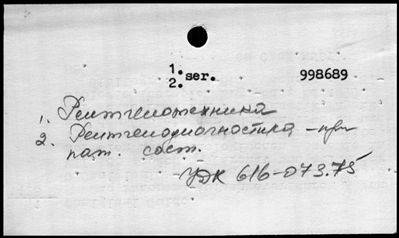 1. ser.
2.
998689
1. Рентгенотехника
2. Рентгенодиагностика – при
пат. сост.
УДК 616-073.75